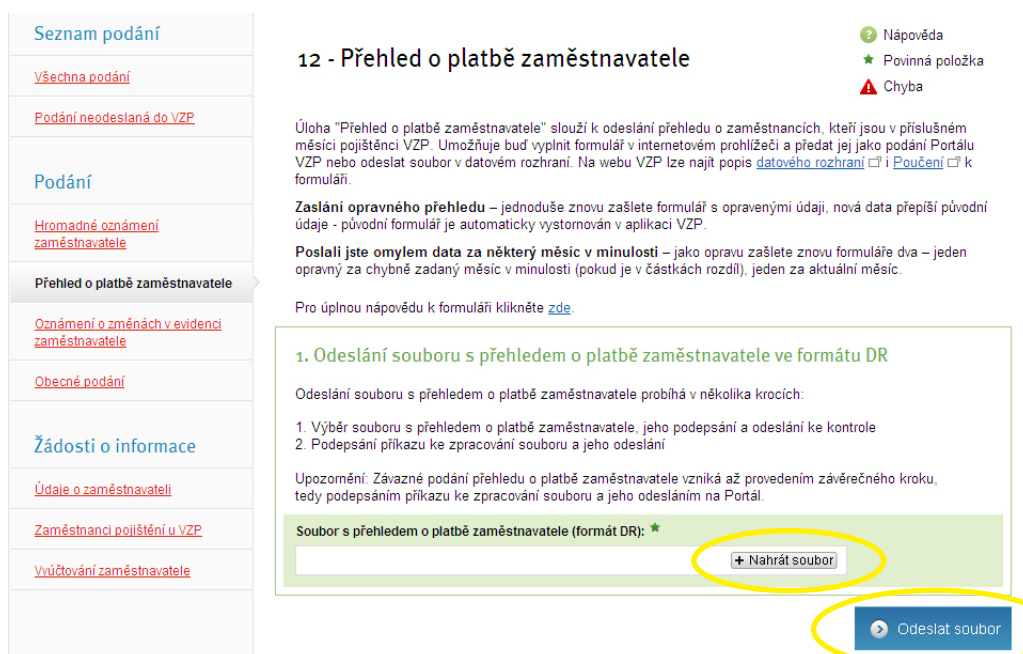 Seznam podání
Všechna podání
Podání neodeslaná do VZP
Podání
Hromadné oznámení
zaměstnavatele
Přehled o platbě zaměstnavatele
Oznámení o změnách v evidenci
zaměstnavatele
Obecné podání
Žádosti o informace
Údaje o zaměstnavateli
Zaměstnanci pojištění u VZP
Vyúčtování zaměstnavatele
12 - Přehled o platbě zaměstnavatele
Nápověda
Povinná položka
Chyba
Úloha "Přehled o platbě zaměstnavatele" slouží k odeslání přehledu o zaměstnancích, kteří jsou v příslušném
měsíci pojištěnci VZP. Umožňuje buď vyplnit formulář v internetovém prohlížeči a předat jej jako podání Portálu
VZP nebo odeslat soubor v datovém rozhraní. Na webu VZP lze najít popis datového rozhraní i Poučení k
formuláři.
Zaslání opravného přehledu – jednoduše znovu zašlete formulář s opravenými údaji, nová data přepíší původní
údaje - původní formulář je automaticky vystornován v aplikaci VZP.
Poslali jste omylem data za některý měsíc v minulosti – jako opravu zašlete znovu formuláře dva – jeden
opravný za chybně zadaný měsíc v minulosti (pokud je v částkách rozdíl), jeden za aktuální měsíc.
Pro úplnou nápovědu k formuláři klikněte zde.
1. Odeslání souboru s přehledem o platbě zaměstnavatele ve formátu DR
Odeslání souboru s přehledem o platbě zaměstnavatele probíhá v několika krocích:
1. Výběr souboru s přehledem o platbě zaměstnavatele, jeho podepsání a odeslání ke kontrole
2. Podepsání příkazu ke zpracování souboru a jeho odeslání
Upozornění: Závazné podání přehledu o platbě zaměstnavatele vzniká až provedením závěrečného kroku,
tedy podepsáním příkazu ke zpracování souboru a jeho odesláním na Portál.
Soubor s přehledem o platbě zaměstnavatele (formát DR):
+ Nahrát soubor
Odeslat soubor